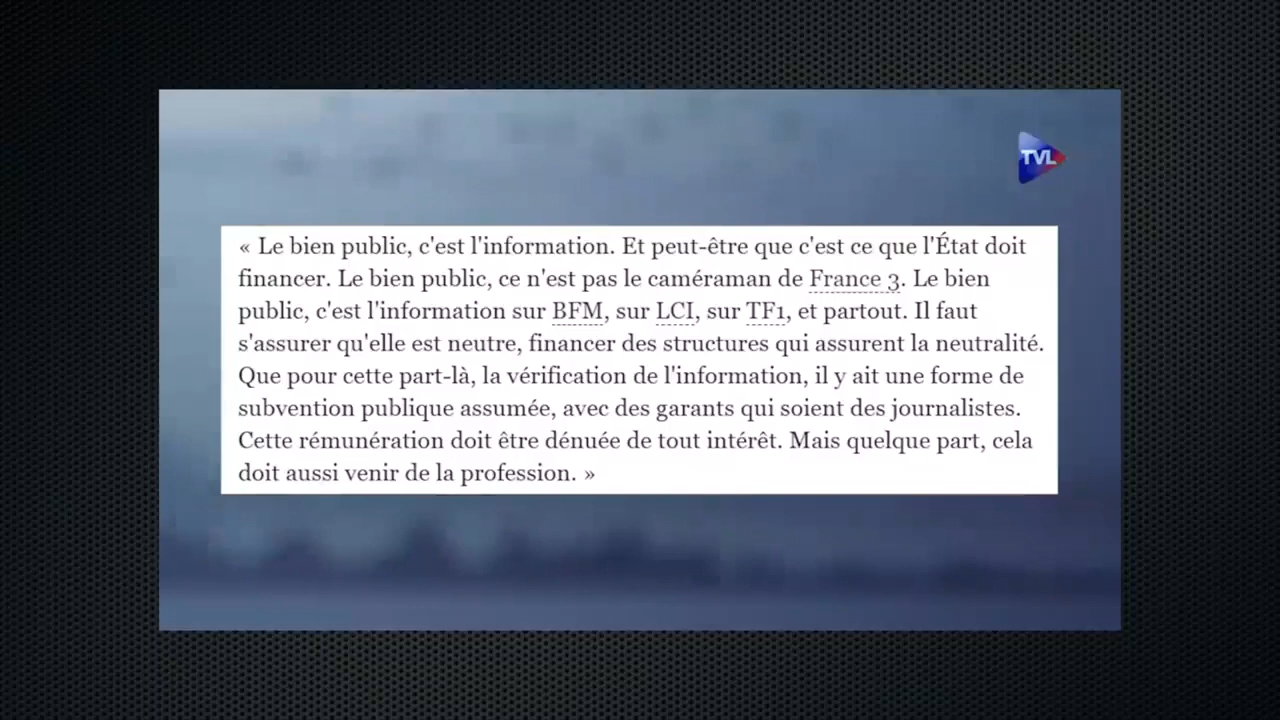 TVL
« Le bien public, c'est l'information. Et peut-être que c'est ce que l'État doit
financer. Le bien public, ce n'est pas le caméraman de France 3. Le bien
public, c'est l'information sur BFM, sur LCI, sur TF1, et partout. Il faut
s'assurer qu'elle est neutre, financer des structures qui assurent la neutralité.
Que pour cette part-là, la vérification de l'information, il y ait une forme de
subvention publique assumée, avec des garants qui soient des journalistes.
Cette rémunération doit être dénuée de tout intérêt. Mais quelque part, cela
doit aussi venir de la profession. »